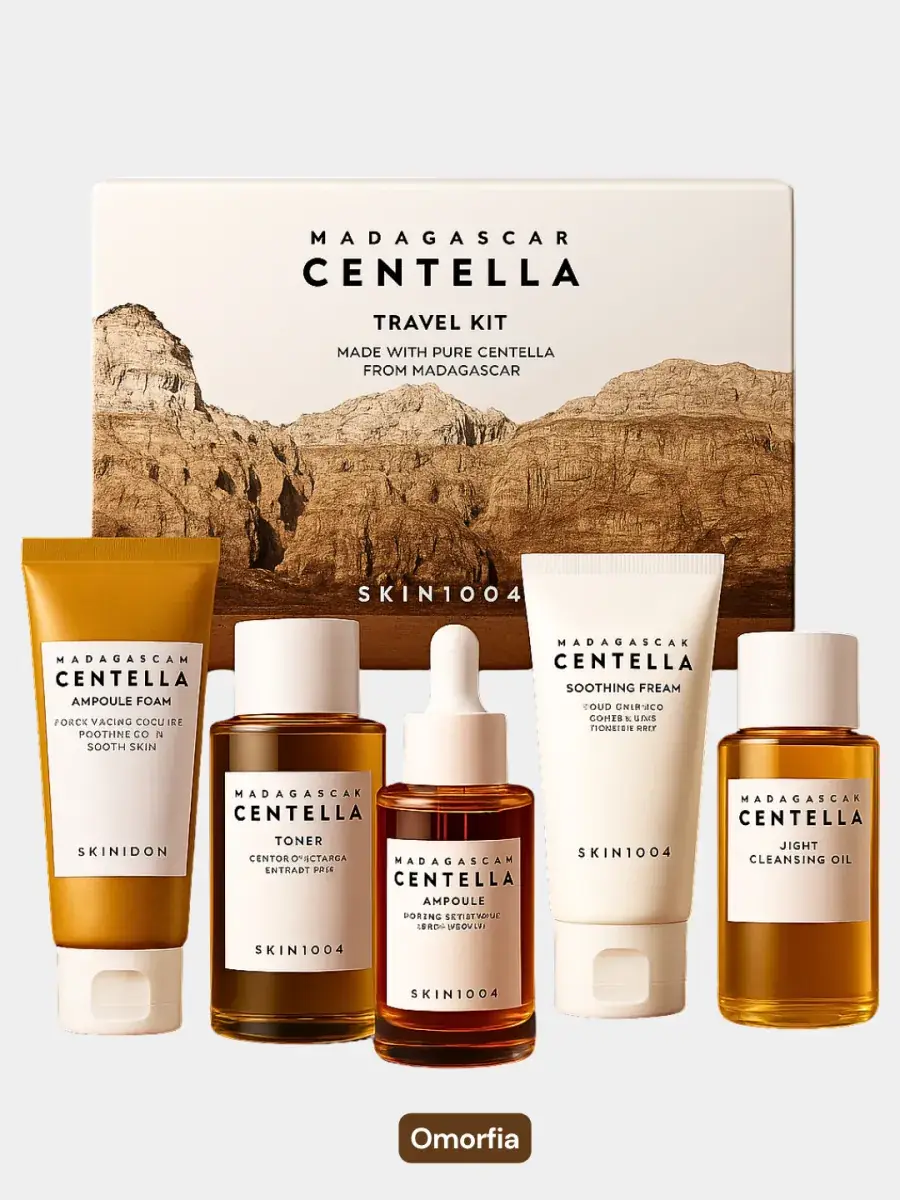 MADAGASCAR
CENTELLA
TRAVEL KIT
MADE WITH PURE CENTELLA
FROM MADAGASCAR
SKIN1004
MADAGASCAM
CENTELLA
AMPOULE FOAM
SOOTH SKIN
SKINIDON
MADAGASCAK
CENTELLA
TONER
SKIN1004
MADAGASCAM
CENTELLA
AMPOULE
SKIN1004
MADAGASCAK
CENTELLA
SOOTHING FREAM
SKIN1004
MADAGASCAK
CENTELLA
JIGHT
CLEANSING OIL
Omorfia